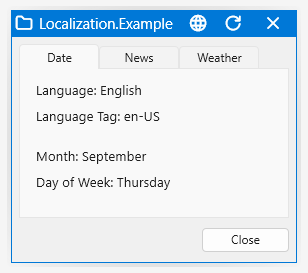 Localization.Example
Date News Weather
Language: English
Language Tag: en-US
Month: September
Day of Week: Thursday
Close